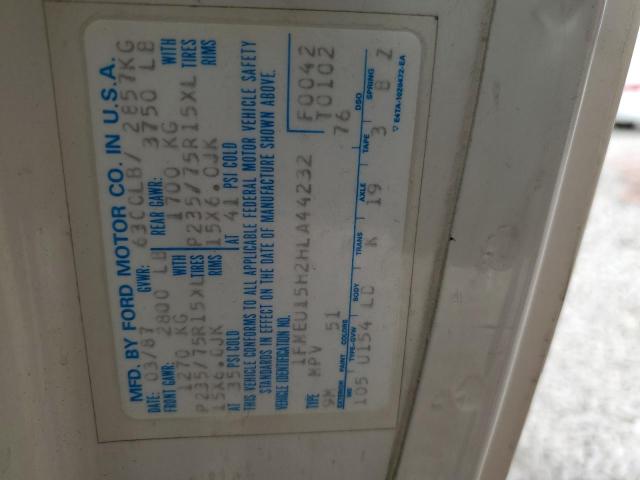 MFD. BY FORD MOTOR CO. IN U.S.A.
DATE: 03/87 GVWR: 6300LB/ 2857KG
FRONT GAWR: 2800 LB REAR GAWR: 3750 LB
1270 KG WITH 1700 KG WITH
P235/75R15XL TIRES P235/75R15XL TIRES
15X6.0JK RIMS 15X6.0JK RIMS
AT 35 PSI COLD AT 41 PSI COLD
THIS VEHICLE CONFORMS TO ALL APPLICABLE FEDERAL MOTOR VEHICLE SAFETY
STANDARDS IN EFFECT ON THE DATE OF MANUFACTURE SHOWN ABOVE.
VEHICLE IDENTIFICATION NO.
1FMEU15H2HLA44232 F0042
TYPE MPV T0102
9M 51 76
EXTERIOR PAINT COLORS DSO
WB TYPE-GVW BODY TRANS AXLE TAPE SPRING
105 U154 LD K 19 3 B Z
E4TA-1020472-EA